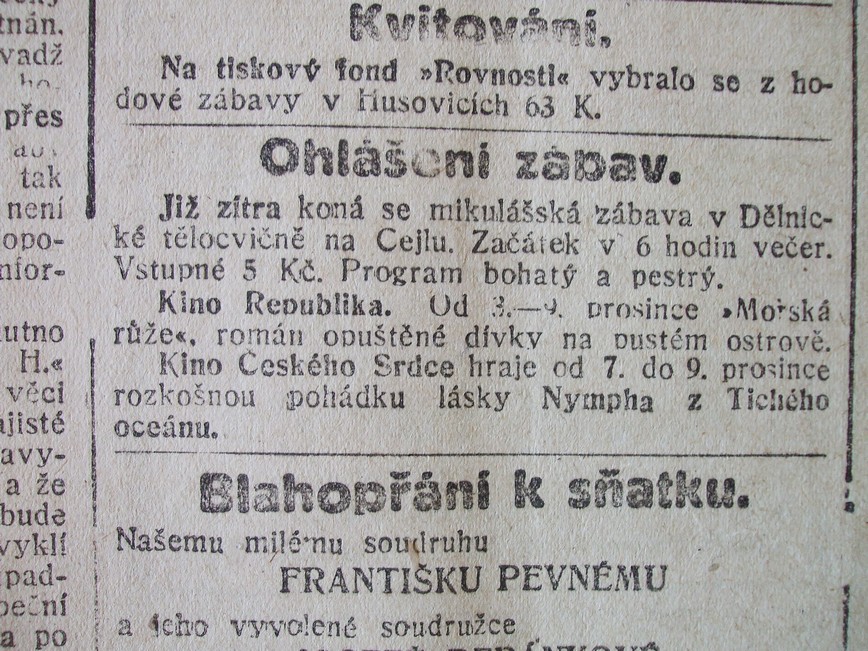 tnán.
vadž
přes
tak
není
opo-
nfor-
utno
H.«
věci
ajisté
avy-
a že
bude
vyklí
pad-
peční
a po
Kvitování.
Na tiskový fond »Rovnosti« vybralo se z ho-
dové zábavy v Husovicích 63 K.
Ohlášení zábav.
Již zítra koná se mikulášská zábava v Dělnic-
ké tělocvičně na Cejlu. Začátek v 6 hodin večer.
Vstupné 5 Kč. Program bohatý a pestrý.
Kino Republika. Od 3.—9. prosince »Mořská
růže«, román opuštěné dívky na pustém ostrově.
Kino Českého Srdce hraje od 7. do 9. prosince
rozkošnou pohádku lásky Nympha z Tichého
oceánu.
Blahopřání k sňatku.
Našemu milému soudruhu
FRANTIŠKU PEVNÉMU
a jeho vyvolené soudružce